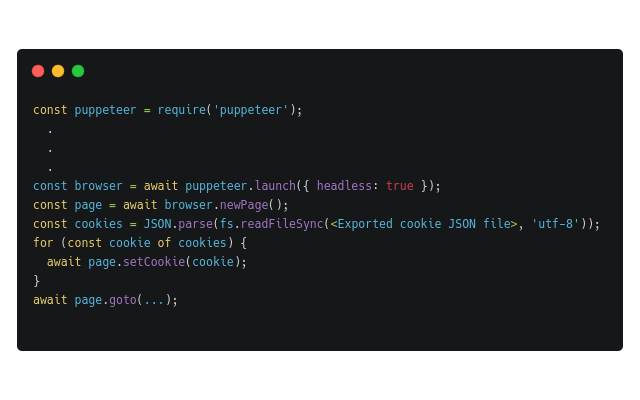 const puppeteer = require('puppeteer');
.
.
.
const browser = await puppeteer.launch({ headless: true });
const page = await browser.newPage();
const cookies = JSON.parse(fs.readFileSync(<Exported cookie JSON file>, 'utf-8'));
for (const cookie of cookies) {
  await page.setCookie(cookie);
}
await page.goto(...);